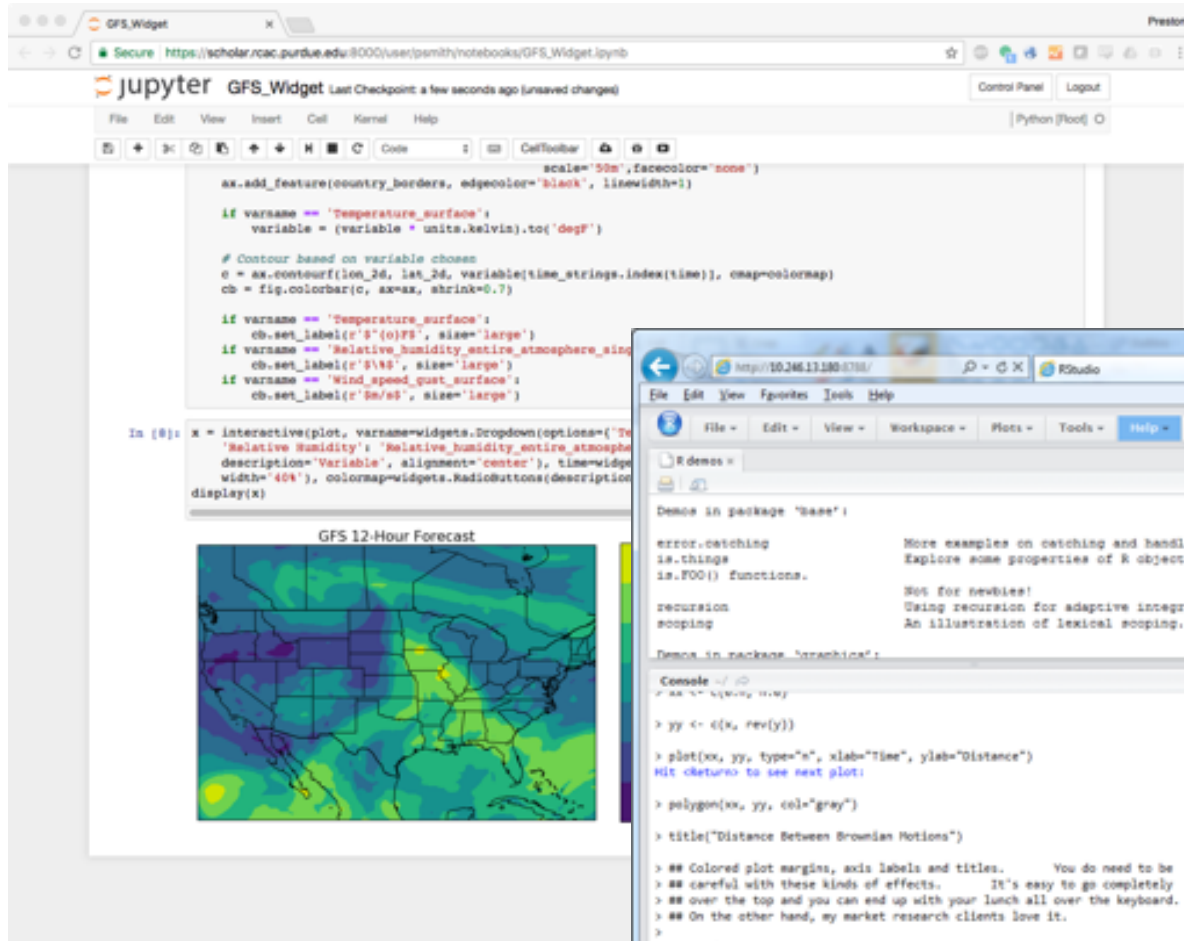 GFS_Widget
Preston
Secure https://scholar.rcac.purdue.edu:8000/user/psmith/notebooks/GFS_Widget.ipynb
jupyter GFS_Widget Last Checkpoint: a few seconds ago (unsaved changes)
Control Panel Logout
File Edit View Insert Cell Kernel Help
Python [Root]
Code CellToolbar
scale='50m',facecolor='none')
ax.add_feature(country_borders, edgecolor='black', linewidth=1)
if varname == 'Temperature_surface':
variable = (variable * units.kelvin).to('degF')
# Contour based on variable chosen
c = ax.contourf(lon_2d, lat_2d, variable[time_strings.index(time)], cmap=colormap)
cb = fig.colorbar(c, ax=ax, shrink=0.7)
if varname == 'Temperature_surface':
cb.set_label(r'$^{o}F$', size='large')
if varname == 'Relative_humidity_entire_atmosphere_sing
cb.set_label(r'$\%$', size='large')
if varname == 'Wind_speed_gust_surface':
cb.set_label(r'$m/s$', size='large')
In [8]: x = interactive(plot, varname=widgets.Dropdown(options={'Te
'Relative Humidity': 'Relative_humidity_entire_atmosphe
description='Variable', alignment='center'), time=widge
width='40%'), colormap=widgets.RadioButtons(description
display(x)
GFS 12-Hour Forecast
http://10.246.13.180:8788/
RStudio
File Edit View Favorites Tools Help
File Edit View Workspace Plots Tools Help
R demos
Demos in package 'base':
error.catching More examples on catching and handl
is.things Explore some properties of R object
is.FOO() functions.
Not for newbies!
recursion Using recursion for adaptive integr
scoping An illustration of lexical scoping.
Demos in package 'graphics':
Console ~/
> xx <- c(0:n, n:0)
> yy <- c(x, rev(y))
> plot(xx, yy, type="n", xlab="Time", ylab="Distance")
Hit <Return> to see next plot:
> polygon(xx, yy, col="gray")
> title("Distance Between Brownian Motions")
> ## Colored plot margins, axis labels and titles. You do need to be
> ## careful with these kinds of effects. It's easy to go completely
> ## over the top and you can end up with your lunch all over the keyboard.
> ## On the other hand, my market research clients love it.
>